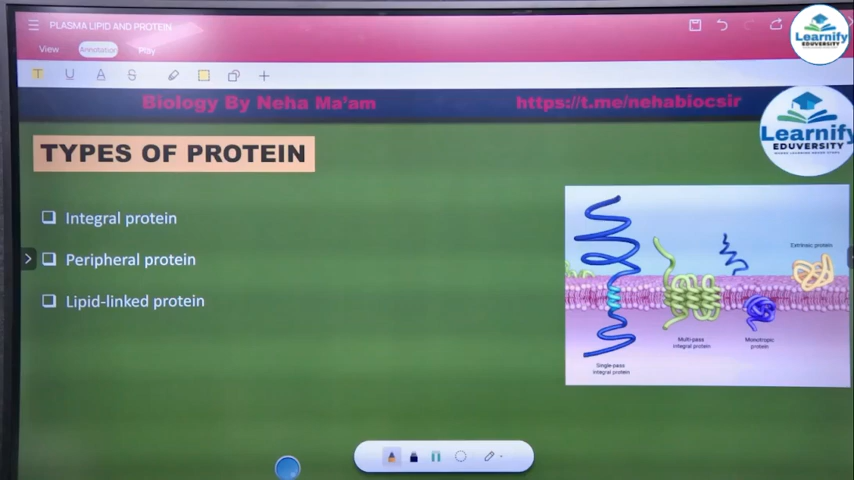 PLASMA LIPID AND PROTEIN
View
Annotation
Play
T U A S
Learnify
EDUVERSITY
Biology By Neha Ma'am
https://t.me/nehabiocsir
Learnify
EDUVERSITY
TYPES OF PROTEIN
Integral protein
Peripheral protein
Lipid-linked protein
Extrinsic protein
Multi-pass
integral protein
Monotropic
protein
Single-pass
integral protein